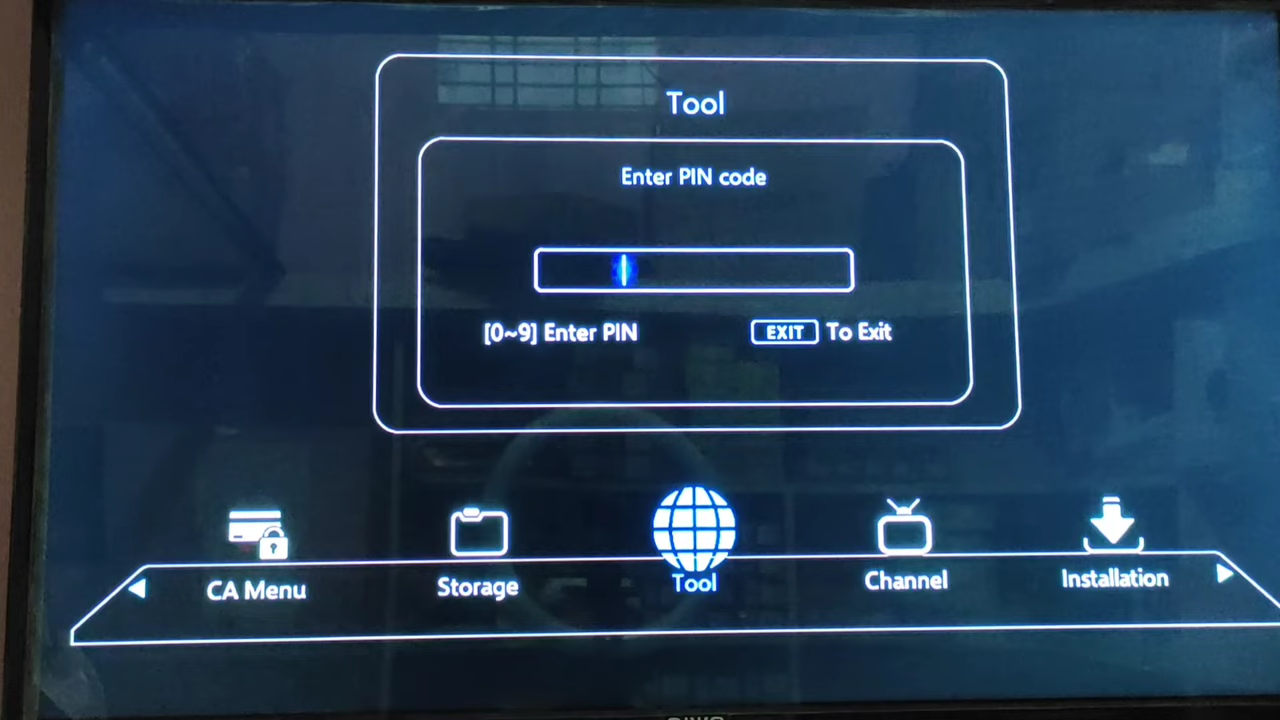 Tool
Enter PIN code
[0~9] Enter PIN
EXIT To Exit
CA Menu
Storage
Tool
Channel
Installation